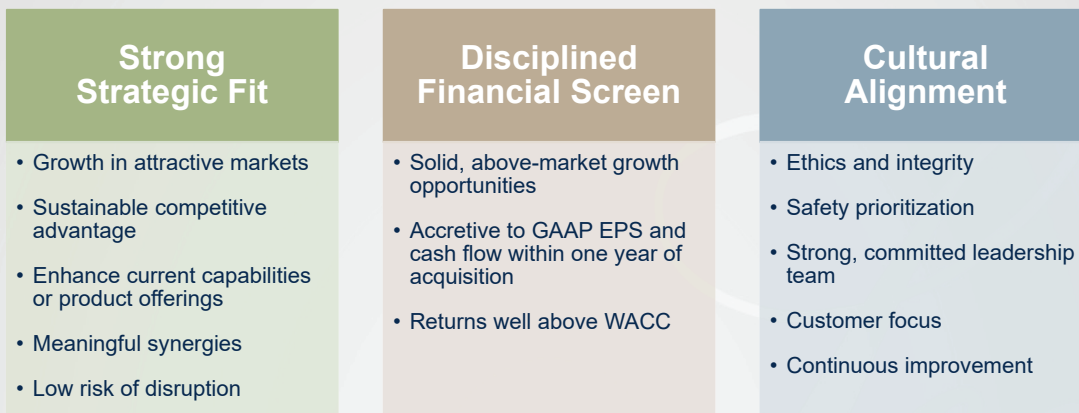 Strong
Strategic Fit
• Growth in attractive markets
• Sustainable competitive
advantage
• Enhance current capabilities
or product offerings
• Meaningful synergies
• Low risk of disruption
Disciplined
Financial Screen
• Solid, above-market growth
opportunities
• Accretive to GAAP EPS and
cash flow within one year of
acquisition
• Returns well above WACC
Cultural
Alignment
• Ethics and integrity
• Safety prioritization
• Strong, committed leadership
team
• Customer focus
• Continuous improvement